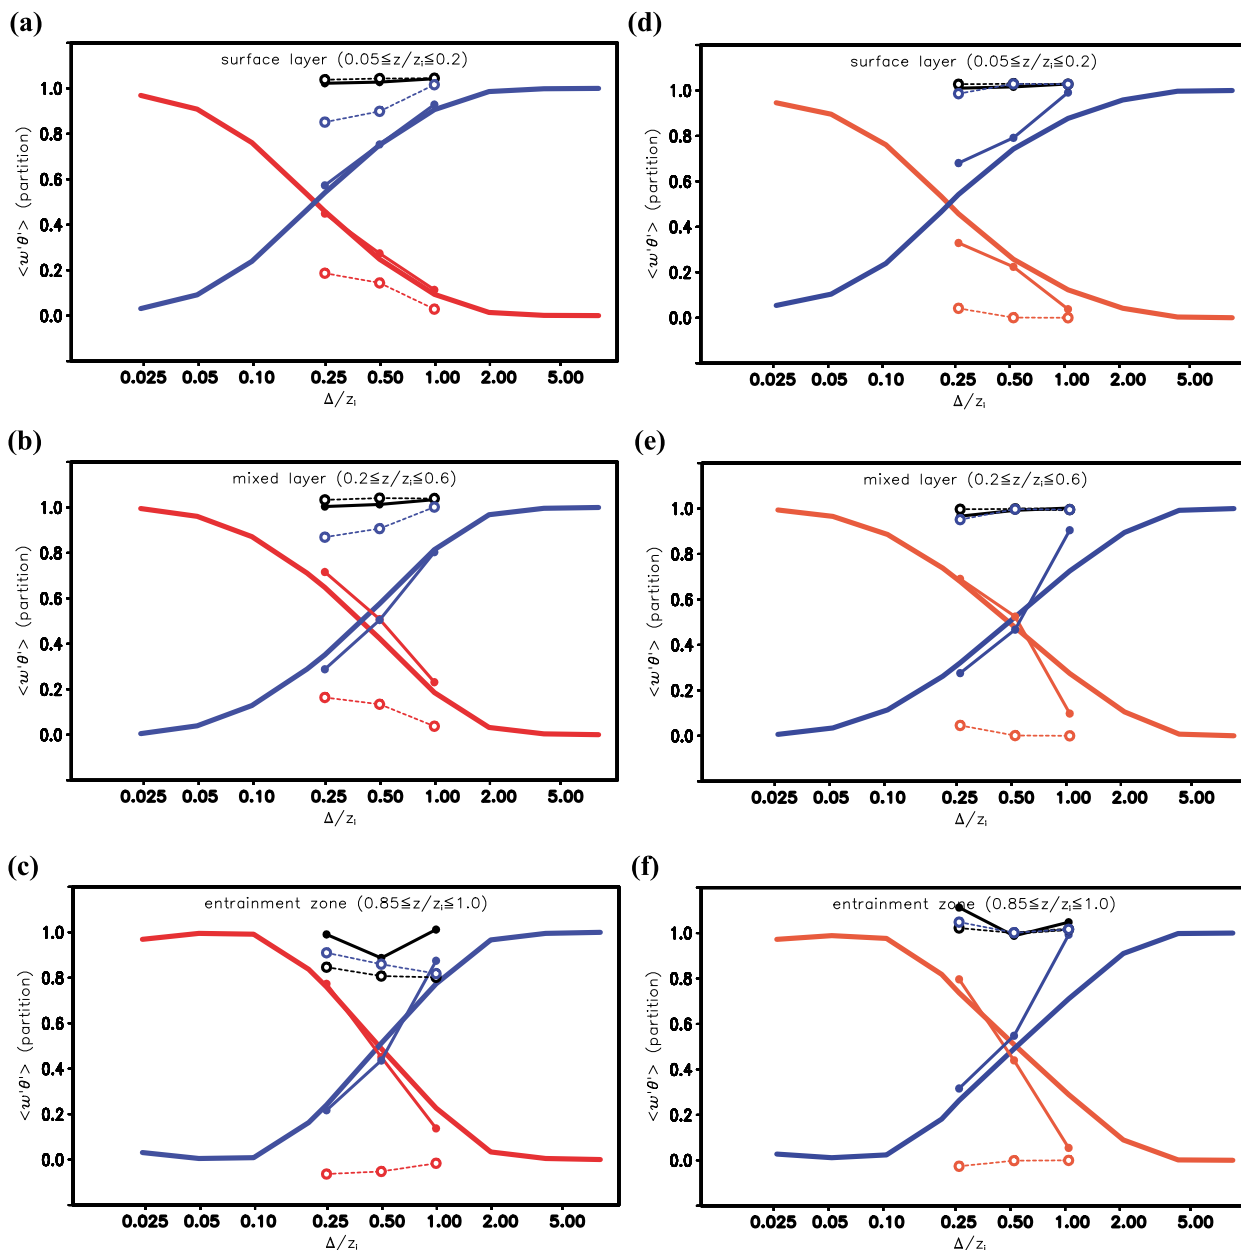 (a)
surface layer (0.05≦z/zᵢ≦0.2)
<w'θ'> (partition)
1.0
0.8
0.6
0.4
0.2
0.0
0.025 0.05 0.10 0.25 0.50 1.00 2.00 5.00
Δ/zᵢ
(d)
surface layer (0.05≦z/zᵢ≦0.2)
<w'θ'> (partition)
1.0
0.8
0.6
0.4
0.2
0.0
0.025 0.05 0.10 0.25 0.50 1.00 2.00 5.00
Δ/zᵢ
(b)
mixed layer (0.2≦z/zᵢ≦0.6)
<w'θ'> (partition)
1.0
0.8
0.6
0.4
0.2
0.0
0.025 0.05 0.10 0.25 0.50 1.00 2.00 5.00
Δ/zᵢ
(e)
mixed layer (0.2≦z/zᵢ≦0.6)
<w'θ'> (partition)
1.0
0.8
0.6
0.4
0.2
0.0
0.025 0.05 0.10 0.25 0.50 1.00 2.00 5.00
Δ/zᵢ
(c)
entrainment zone (0.85≦z/zᵢ≦1.0)
<w'θ'> (partition)
1.0
0.8
0.6
0.4
0.2
0.0
0.025 0.05 0.10 0.25 0.50 1.00 2.00 5.00
Δ/zᵢ
(f)
entrainment zone (0.85≦z/zᵢ≦1.0)
<w'θ'> (partition)
1.0
0.8
0.6
0.4
0.2
0.0
0.025 0.05 0.10 0.25 0.50 1.00 2.00 5.00
Δ/zᵢ